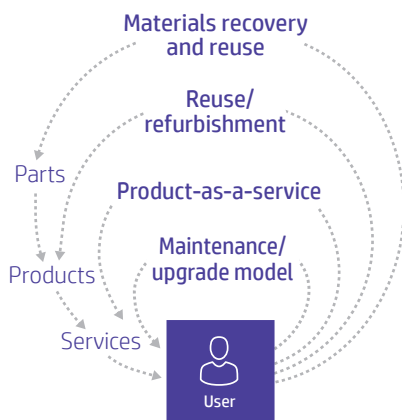 Materials recovery
and reuse
Reuse/
refurbishment
Parts
Product-as-a-service
Maintenance/
upgrade model
Products
Services
User